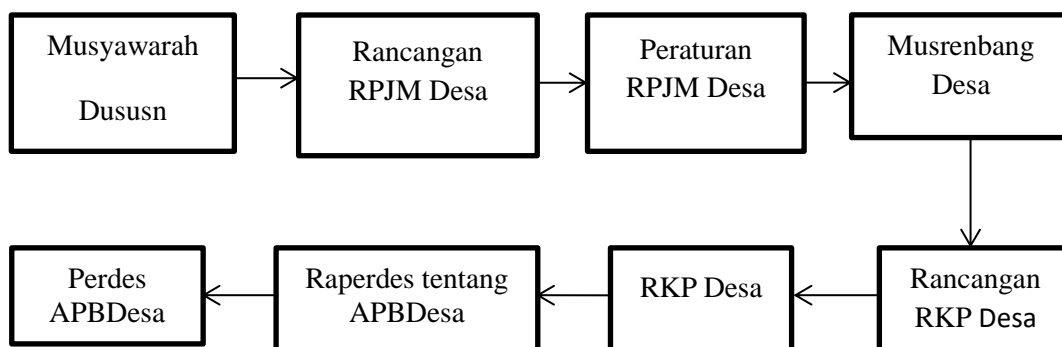 Musyawarah
Dususn
Rancangan
RPJM Desa
Peraturan
RPJM Desa
Musrenbang
Desa
Rancangan
RKP Desa
RKP Desa
Raperdes tentang
APBDesa
Perdes
APBDesa